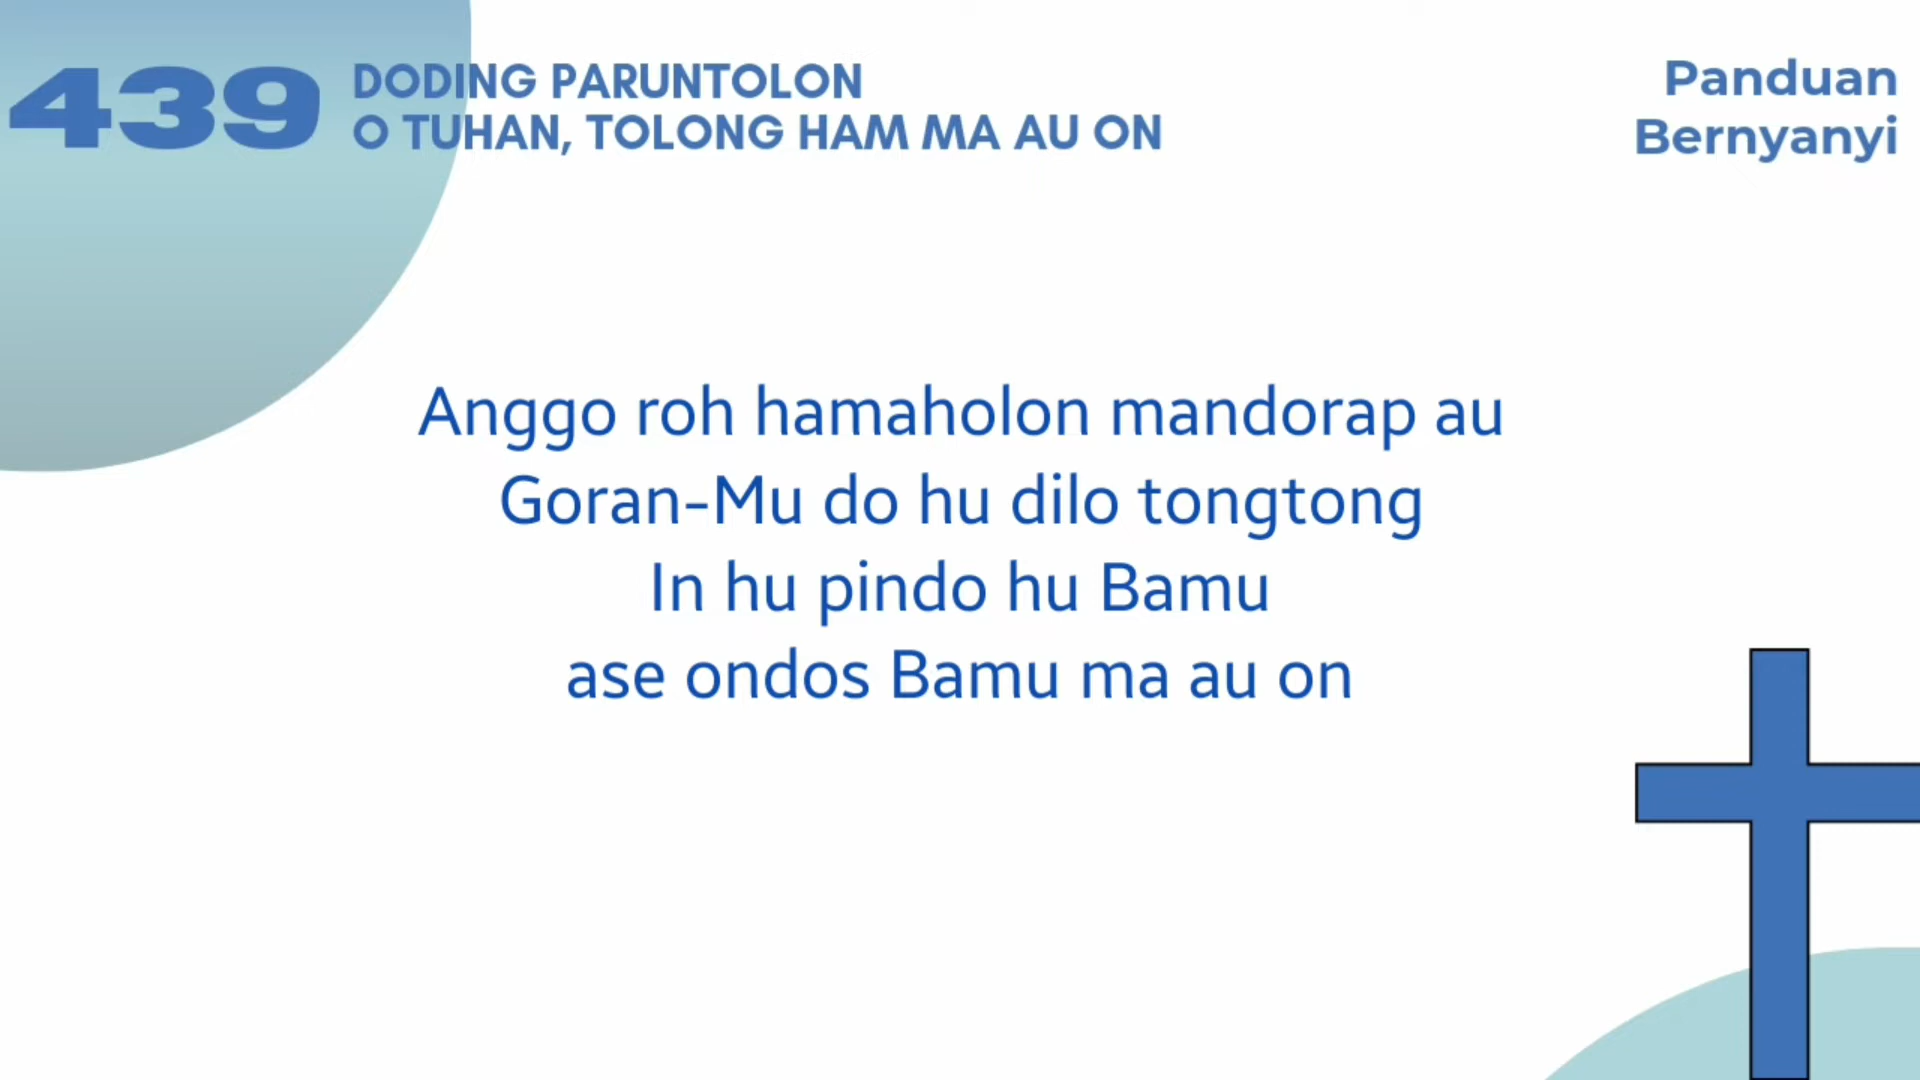 439
DODING PARUNTOLON
O TUHAN, TOLONG HAM MA AU ON
Panduan
Bernyanyi
Anggo roh hamaholon mandorap au
Goran-Mu do hu dilo tongtong
In hu pindo hu Bamu
ase ondos Bamu ma au on